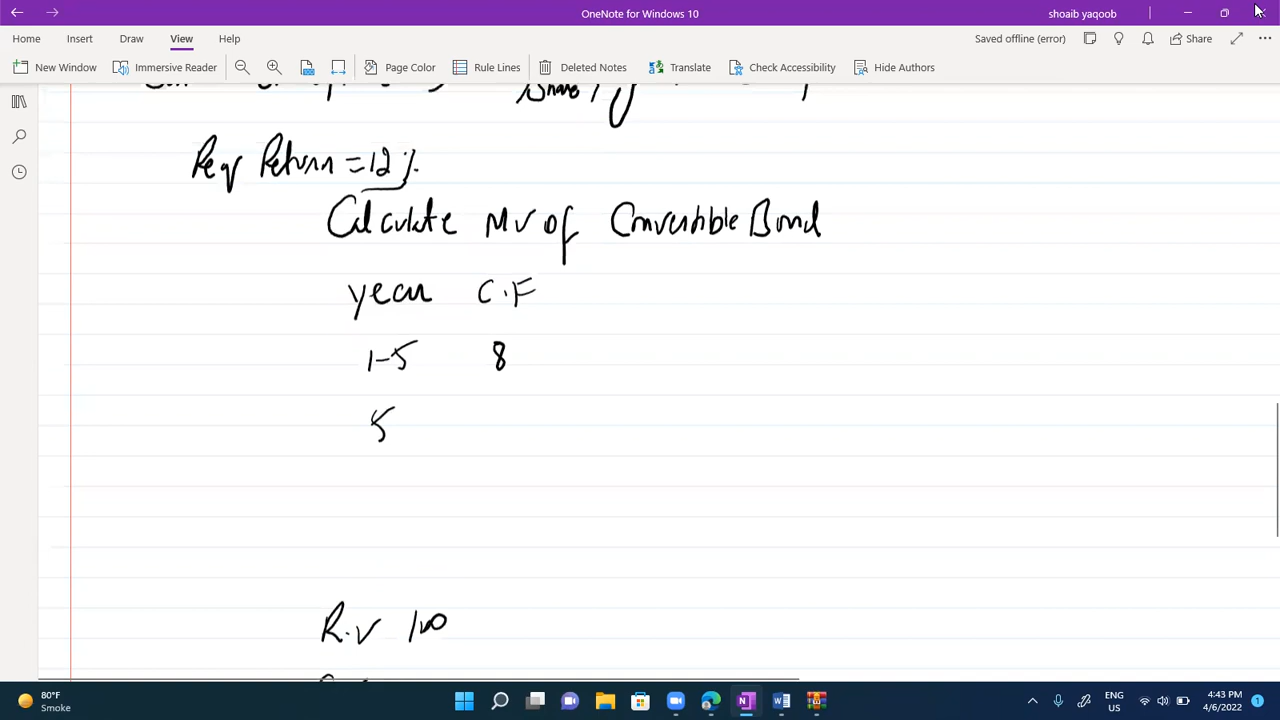 OneNote for Windows 10
shoaib yaqoob
Home Insert Draw View Help
Saved offline (error) Share
New Window Immersive Reader Page Color Rule Lines Deleted Notes Translate Check Accessibility Hide Authors
Share
Req Return = 12%
Calculate MV of Convertible Bond
year C.F
1-5 8
5
R.V 100
80°F
Smoke
ENG
US
4:43 PM
4/6/2022
1